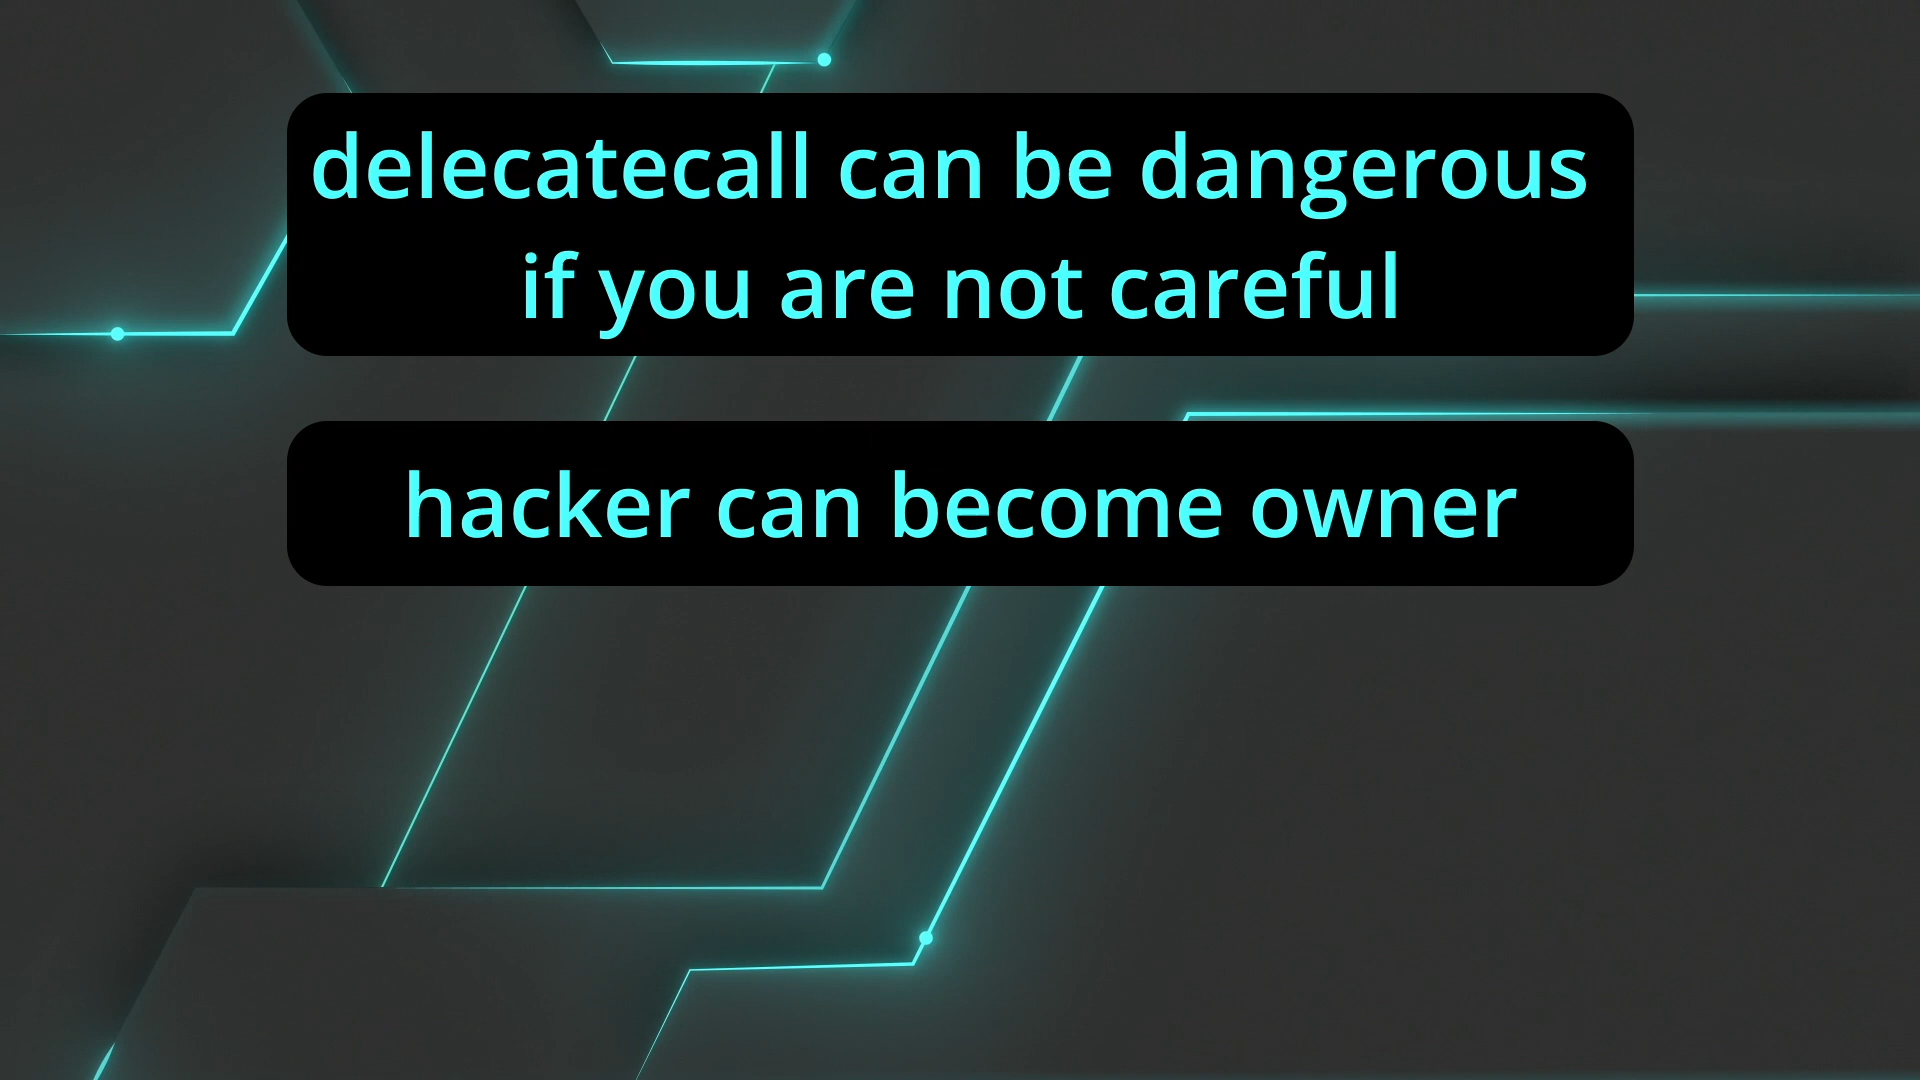 delecatecall can be dangerous
if you are not careful
hacker can become owner